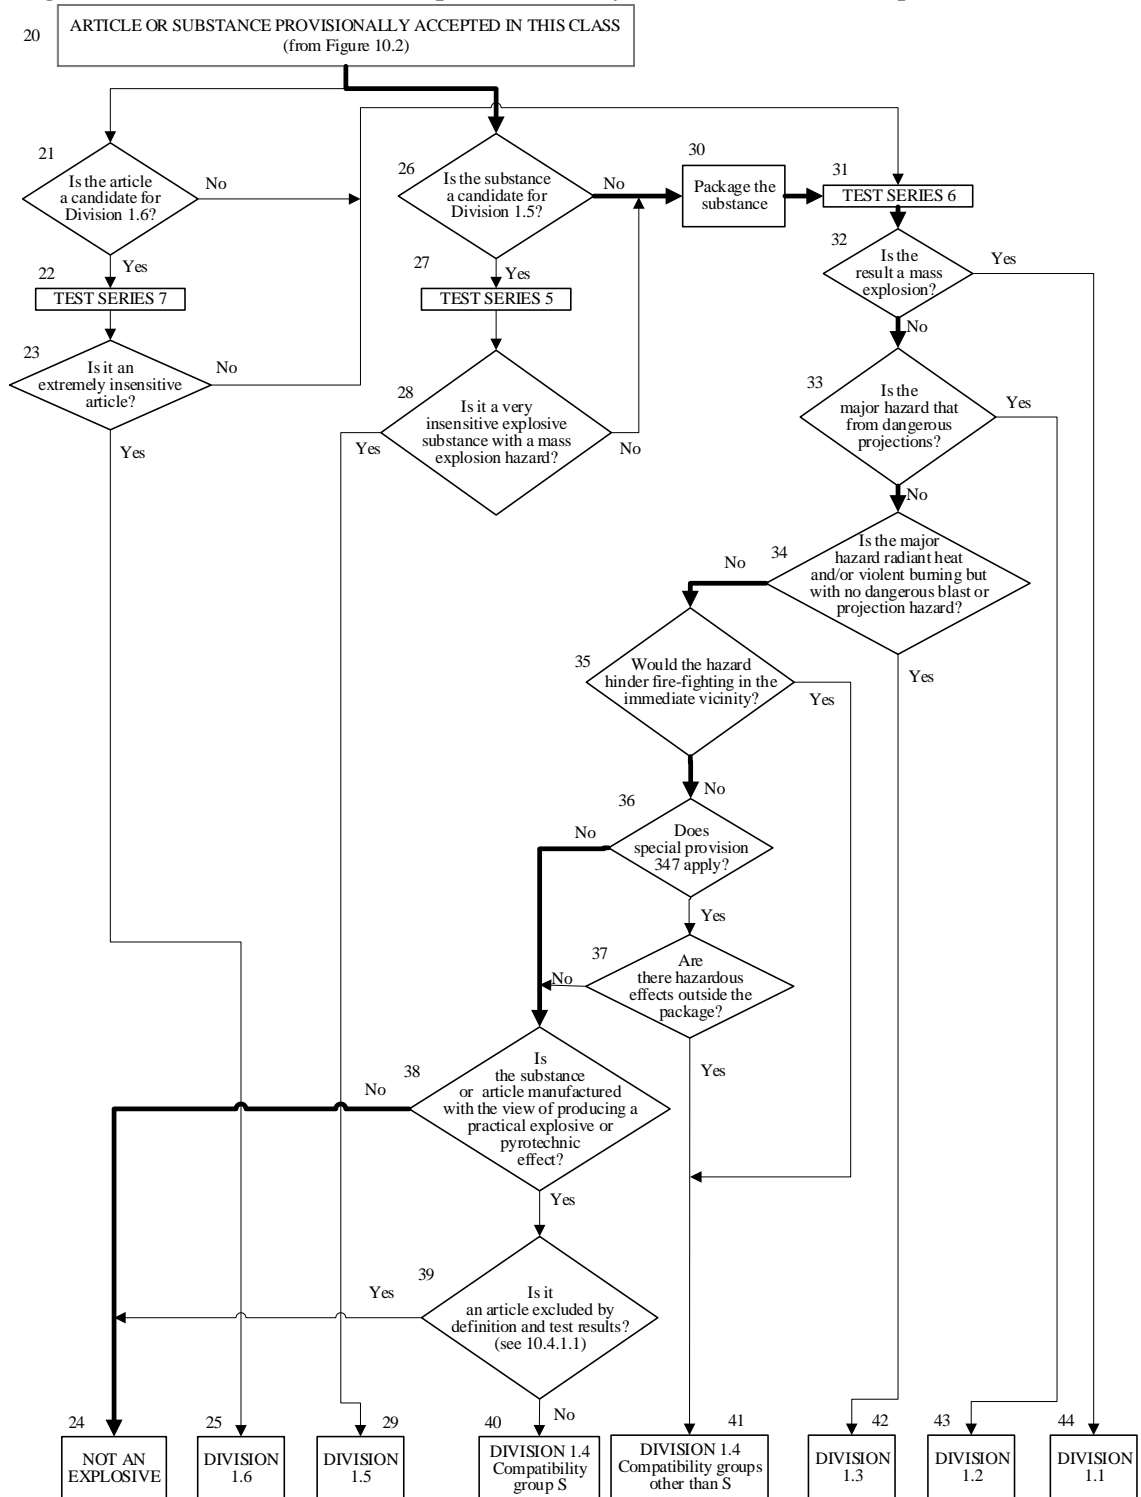 20
ARTICLE OR SUBSTANCE PROVISIONALLY ACCEPTED IN THIS CLASS
(from Figure 10.2)
21
Is the article
a candidate for
Division 1.6?
No
Yes
22
TEST SERIES 7
23
Is it an
extremely insensitive
article?
No
Yes
26
Is the substance
a candidate for
Division 1.5?
No
Yes
27
TEST SERIES 5
28
Is it a very
insensitive explosive
substance with a mass
explosion hazard?
Yes
No
30
Package the
substance
31
TEST SERIES 6
32
Is the
result a mass
explosion?
Yes
No
33
Is the
major hazard that
from dangerous
projections?
Yes
No
34
Is the major
hazard radiant heat
and/or violent burning but
with no dangerous blast or
projection hazard?
No
Yes
35
Would the hazard
hinder fire-fighting in the
immediate vicinity?
Yes
No
36
Does
special provision
347 apply?
No
Yes
37
Are
there hazardous
effects outside the
package?
No
Yes
38
Is
the substance
or article manufactured
with the view of producing a
practical explosive or
pyrotechnic
effect?
No
Yes
39
Is it
an article excluded by
definition and test results?
(see 10.4.1.1)
Yes
No
24
NOT AN
EXPLOSIVE
25
DIVISION
1.6
29
DIVISION
1.5
40
DIVISION 1.4
Compatibility
group S
41
DIVISION 1.4
Compatibility groups
other than S
42
DIVISION
1.3
43
DIVISION
1.2
44
DIVISION
1.1